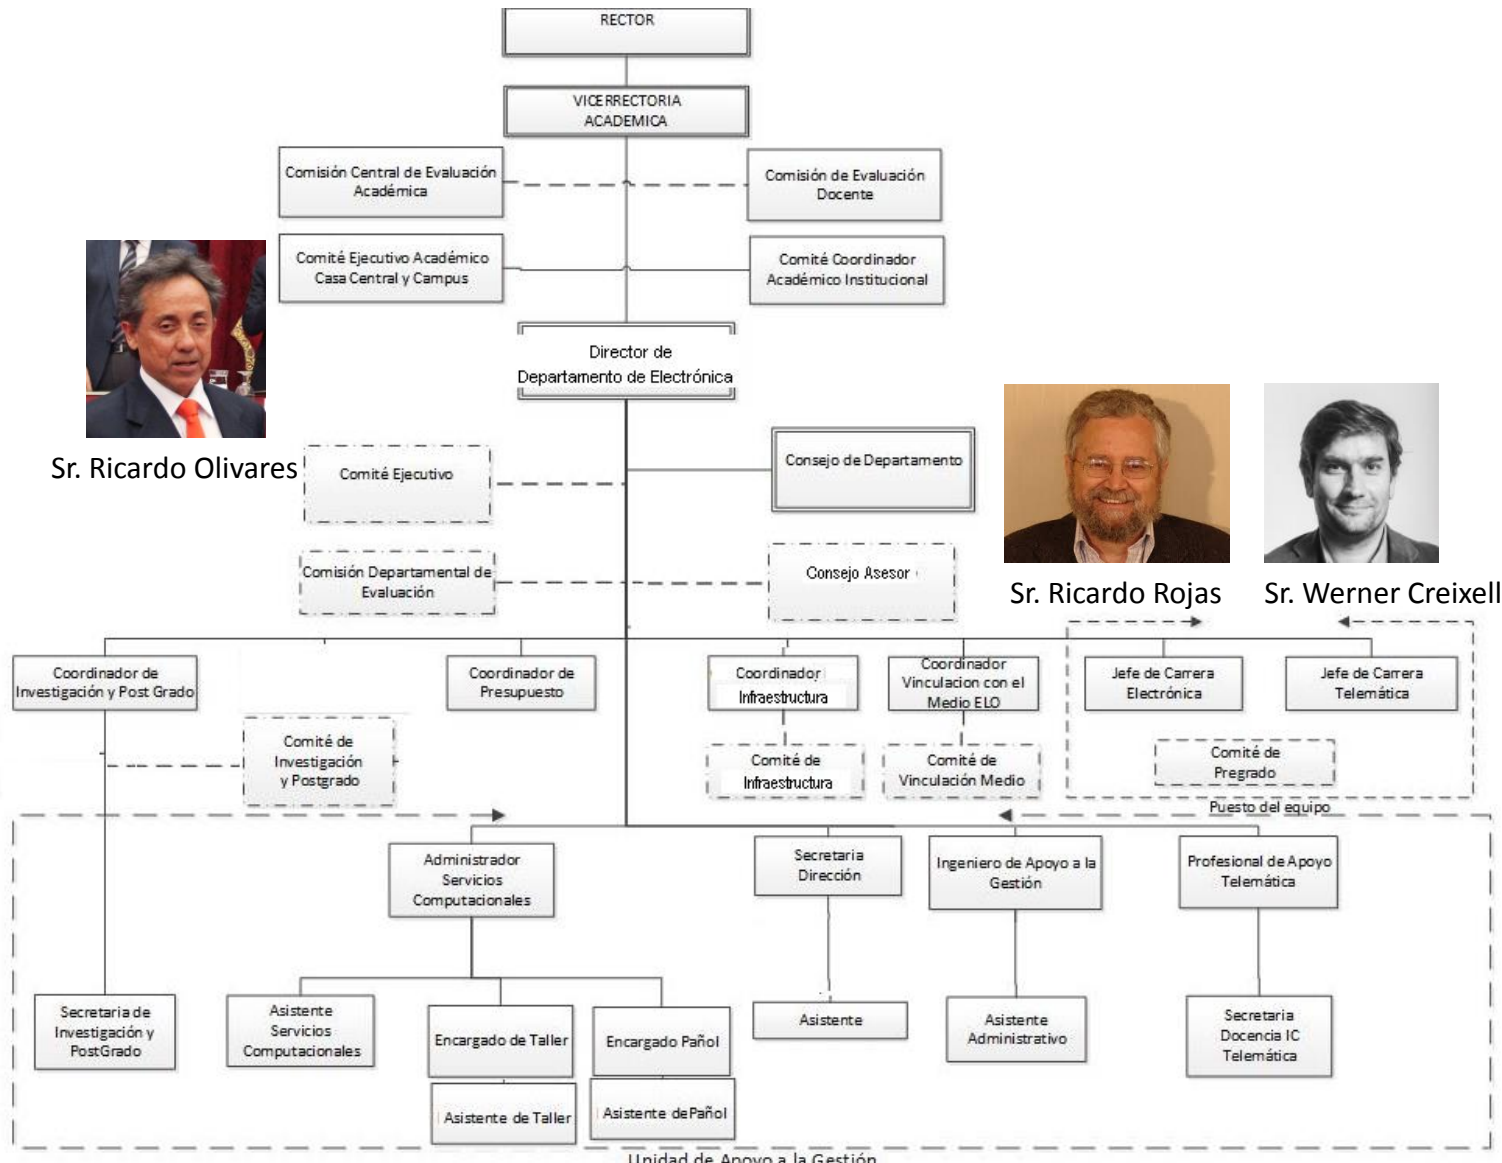 RECTOR
VICERRECTORIA
ACADEMICA
Comisión Central de Evaluación
Académica
Comisión de Evaluación
Docente
Comité Ejecutivo Académico
Casa Central y Campus
Comité Coordinador
Académico Institucional
Director de
Departamento de Electrónica
Sr. Ricardo Olivares
Comité Ejecutivo
Consejo de Departamento
Comisión Departamental de
Evaluación
Consejo Asesor
Sr. Ricardo Rojas
Sr. Werner Creixell
Coordinador de
Investigación y Post Grado
Coordinador de
Presupuesto
Coordinador
Infraestructura
Coordinador
Vinculacion con el
Medio ELO
Jefe de Carrera
Electrónica
Jefe de Carrera
Telemática
Comité de
Investigación
y Postgrado
Comité de
Infraestructura
Comité de
Vinculación Medio
Comité de
Pregrado
Puesto del equipo
Administrador
Servicios
Computacionales
Secretaria
Dirección
Ingeniero de Apoyo a la
Gestión
Profesional de Apoyo
Telemática
Secretaria de
Investigación y
PostGrado
Asistente
Servicios
Computacionales
Encargado de Taller
Encargado Pañol
Asistente
Asistente
Administrativo
Secretaria
Docencia IC
Telemática
Asistente de Taller
Asistente dePañol
Unidad de Apoyo a la Gestión